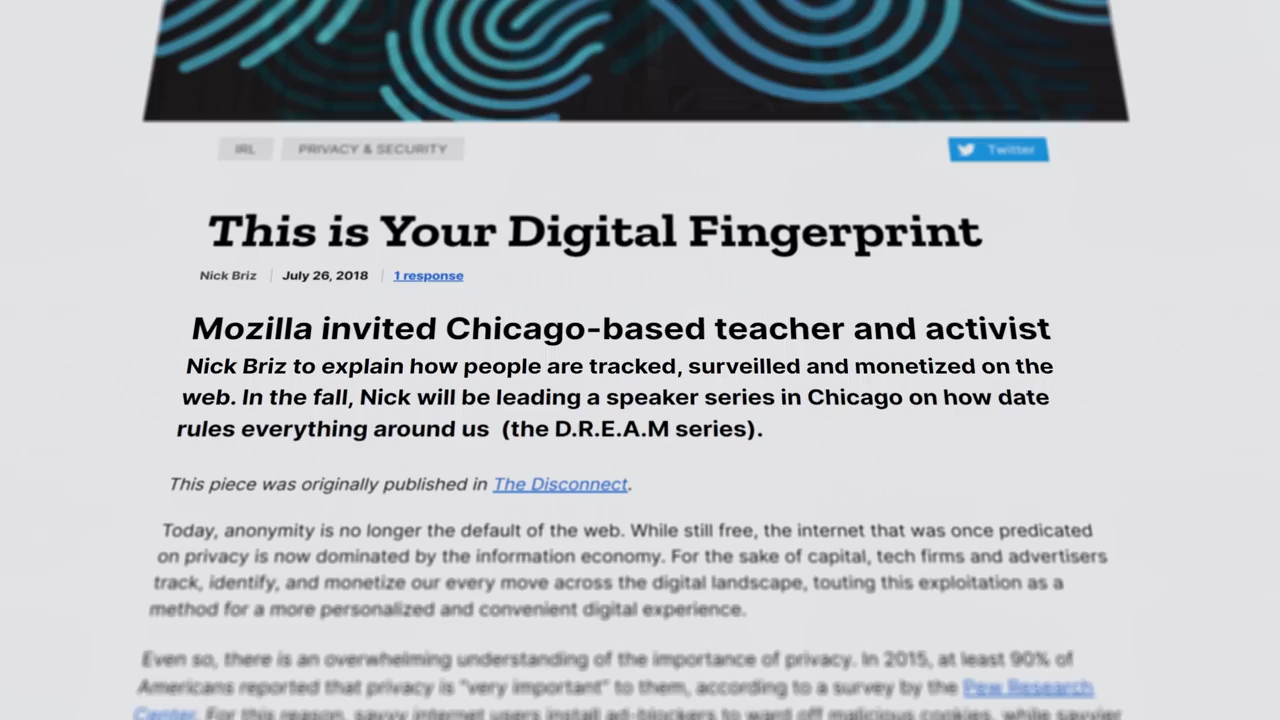 IRL
PRIVACY & SECURITY
Twitter
This is Your Digital Fingerprint
Nick Briz
July 26, 2018
1 response
Mozilla invited Chicago-based teacher and activist
Nick Briz to explain how people are tracked, surveilled and monetized on the
web. In the fall, Nick will be leading a speaker series in Chicago on how date
rules everything around us (the D.R.E.A.M series).
This piece was originally published in The Disconnect.
Today, anonymity is no longer the default of the web. While still free, the internet that was once predicated
on privacy is now dominated by the information economy. For the sake of capital, tech firms and advertisers
track, identify, and monetize our every move across the digital landscape, touting this exploitation as a
method for a more personalized and convenient digital experience.
Even so, there is an overwhelming understanding of the importance of privacy. In 2015, at least 90% of
Americans reported that privacy is "very important" to them, according to a survey by the Pew Research
Center. For this reason, savvy internet users install ad-blockers to ward off malicious cookies, while savvier